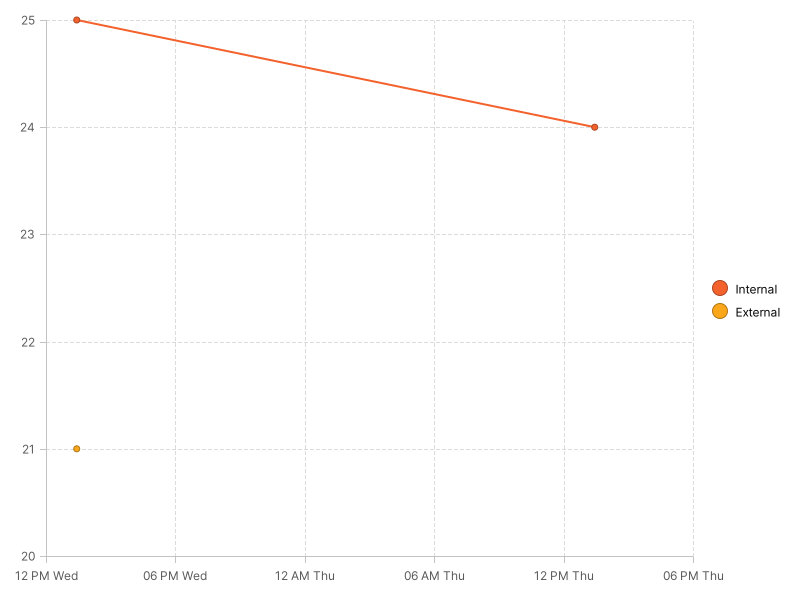 25
24
23
22
21
20
12 PM Wed
06 PM Wed
12 AM Thu
06 AM Thu
12 PM Thu
06 PM Thu
Internal
External